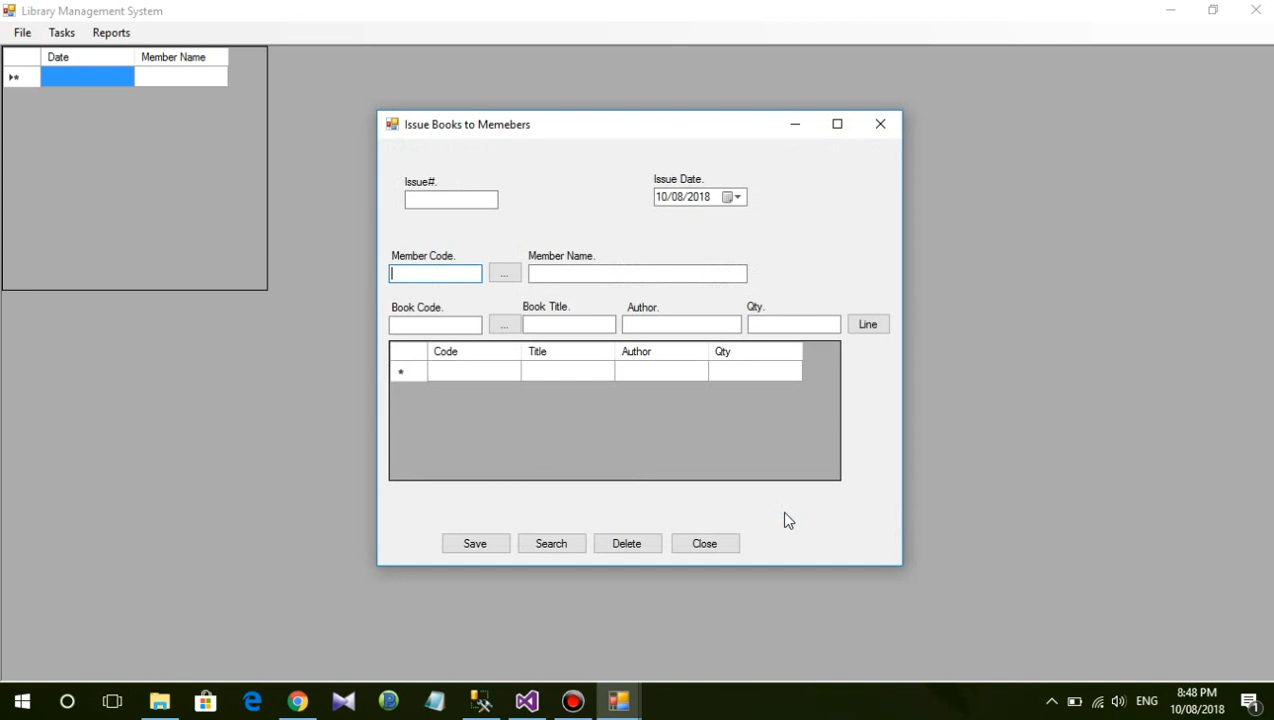 Library Management System
File Tasks Reports
Date Member Name
Issue Books to Memebers
Issue#. Issue Date.
10/08/2018
Member Code. Member Name.
...
Book Code. Book Title. Author. Qty.
... Line
Code Title Author Qty
Save Search Delete Close
8:48 PM
ENG
10/08/2018
1